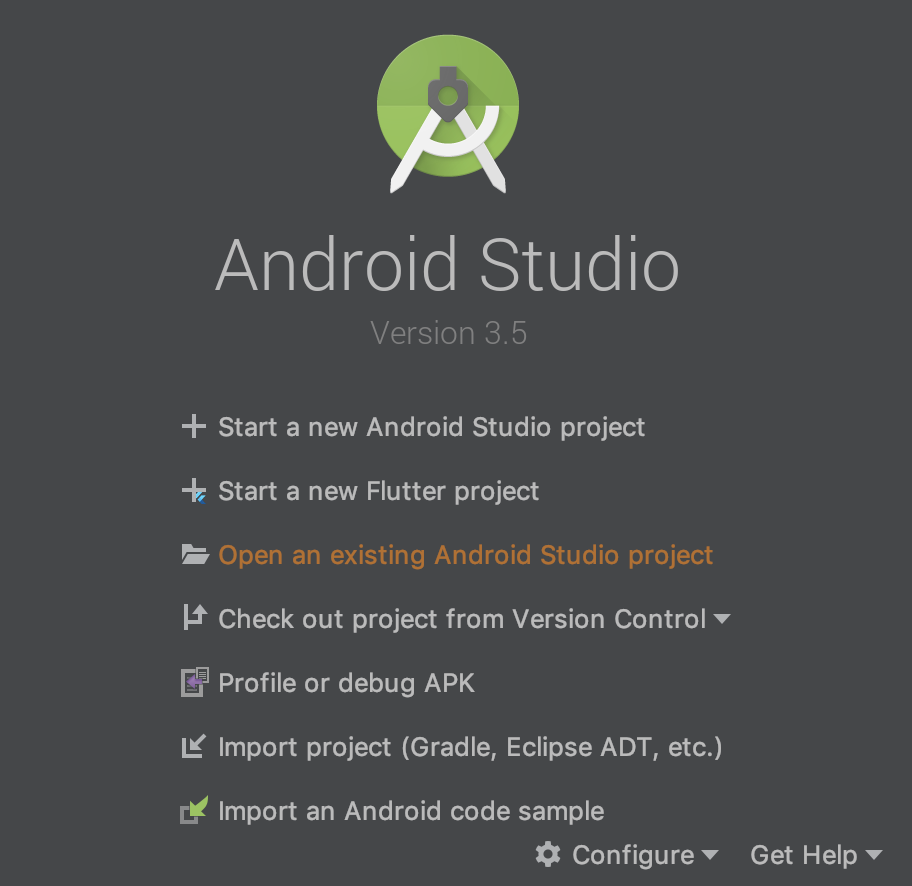 Android Studio
Version 3.5
Start a new Android Studio project
Start a new Flutter project
Open an existing Android Studio project
Check out project from Version Control
Profile or debug APK
Import project (Gradle, Eclipse ADT, etc.)
Import an Android code sample
Configure Get Help